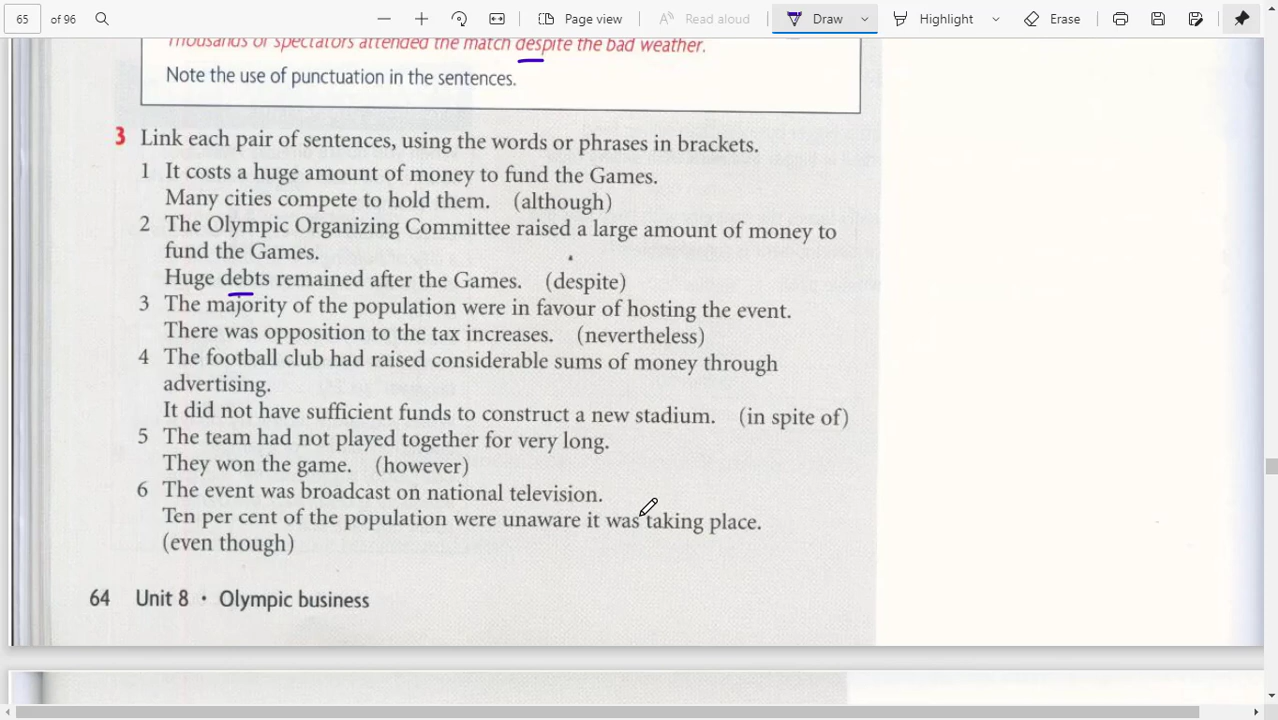 65 of 96 Page view Read aloud Draw Highlight Erase
Thousands of spectators attended the match despite the bad weather.
Note the use of punctuation in the sentences.
3 Link each pair of sentences, using the words or phrases in brackets.
1 It costs a huge amount of money to fund the Games.
Many cities compete to hold them. (although)
2 The Olympic Organizing Committee raised a large amount of money to
fund the Games.
Huge debts remained after the Games. (despite)
3 The majority of the population were in favour of hosting the event.
There was opposition to the tax increases. (nevertheless)
4 The football club had raised considerable sums of money through
advertising.
It did not have sufficient funds to construct a new stadium. (in spite of)
5 The team had not played together for very long.
They won the game. (however)
6 The event was broadcast on national television.
Ten per cent of the population were unaware it was taking place.
(even though)
64 Unit 8 · Olympic business